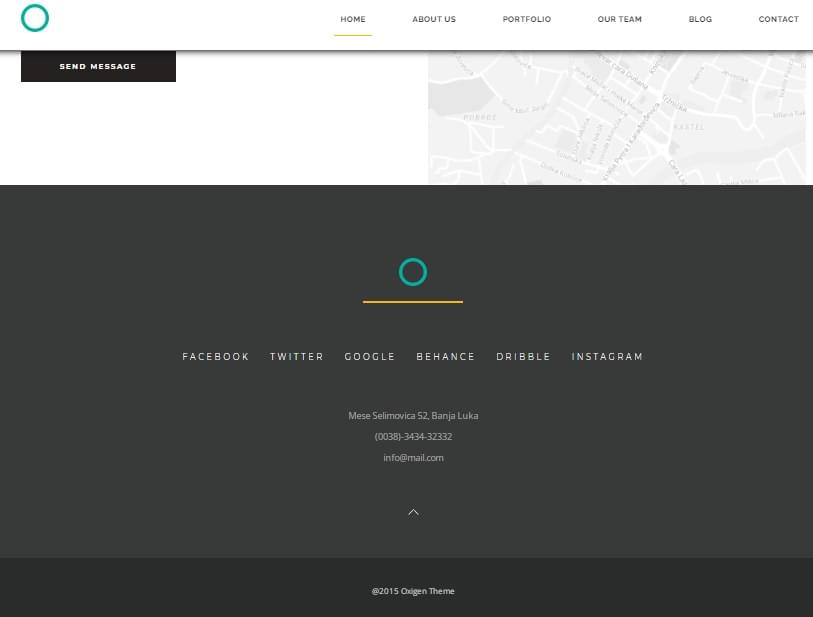 HOME ABOUT US PORTFOLIO OUR TEAM BLOG CONTACT
SEND MESSAGE
POBRĐE
KASTEL
FACEBOOK TWITTER GOOGLE BEHANCE DRIBBLE INSTAGRAM
Mese Selimovica 52, Banja Luka
(0038)-3434-32332
info@mail.com
@2015 Oxigen Theme